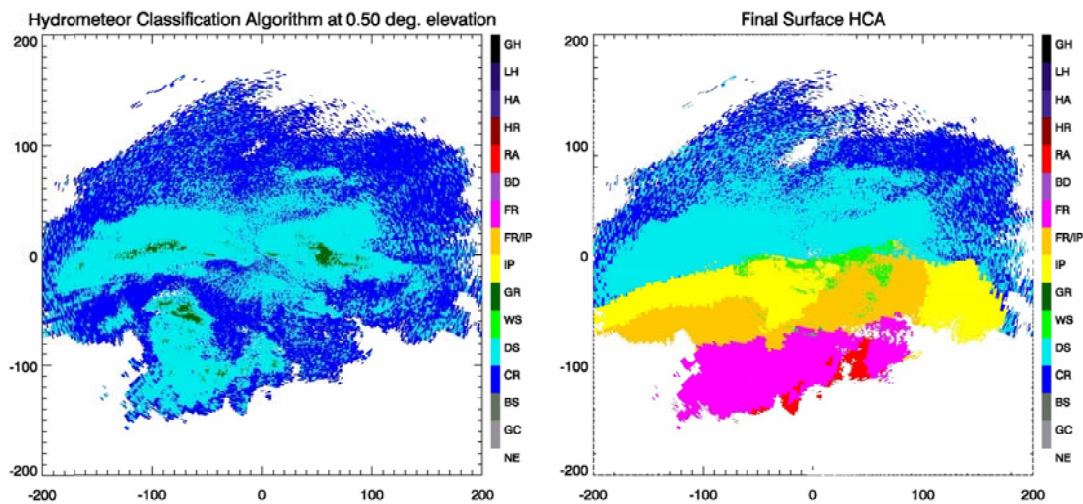 Hydrometeor Classification Algorithm at 0.50 deg. elevation
200
100
0
-100
-200
-200
-100
0
100
200
GH
LH
HA
HR
RA
BD
FR
FR/IP
IP
GR
WS
DS
CR
BS
GC
NE
Final Surface HCA
200
100
0
-100
-200
-200
-100
0
100
200
GH
LH
HA
HR
RA
BD
FR
FR/IP
IP
GR
WS
DS
CR
BS
GC
NE